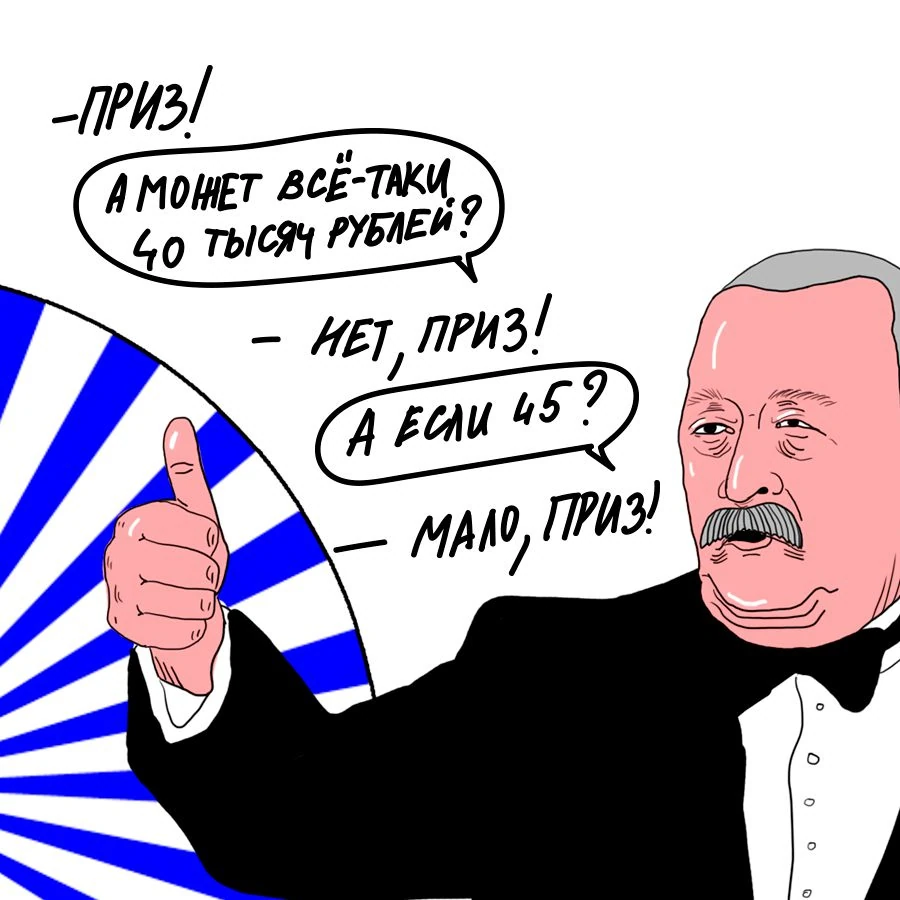 -ПРИЗ!
А МОЖЕТ ВСЁ-ТАКИ
40 ТЫСЯЧ РУБЛЕЙ?
- НЕТ, ПРИЗ!
А ЕСЛИ 45?
- МАЛО, ПРИЗ!